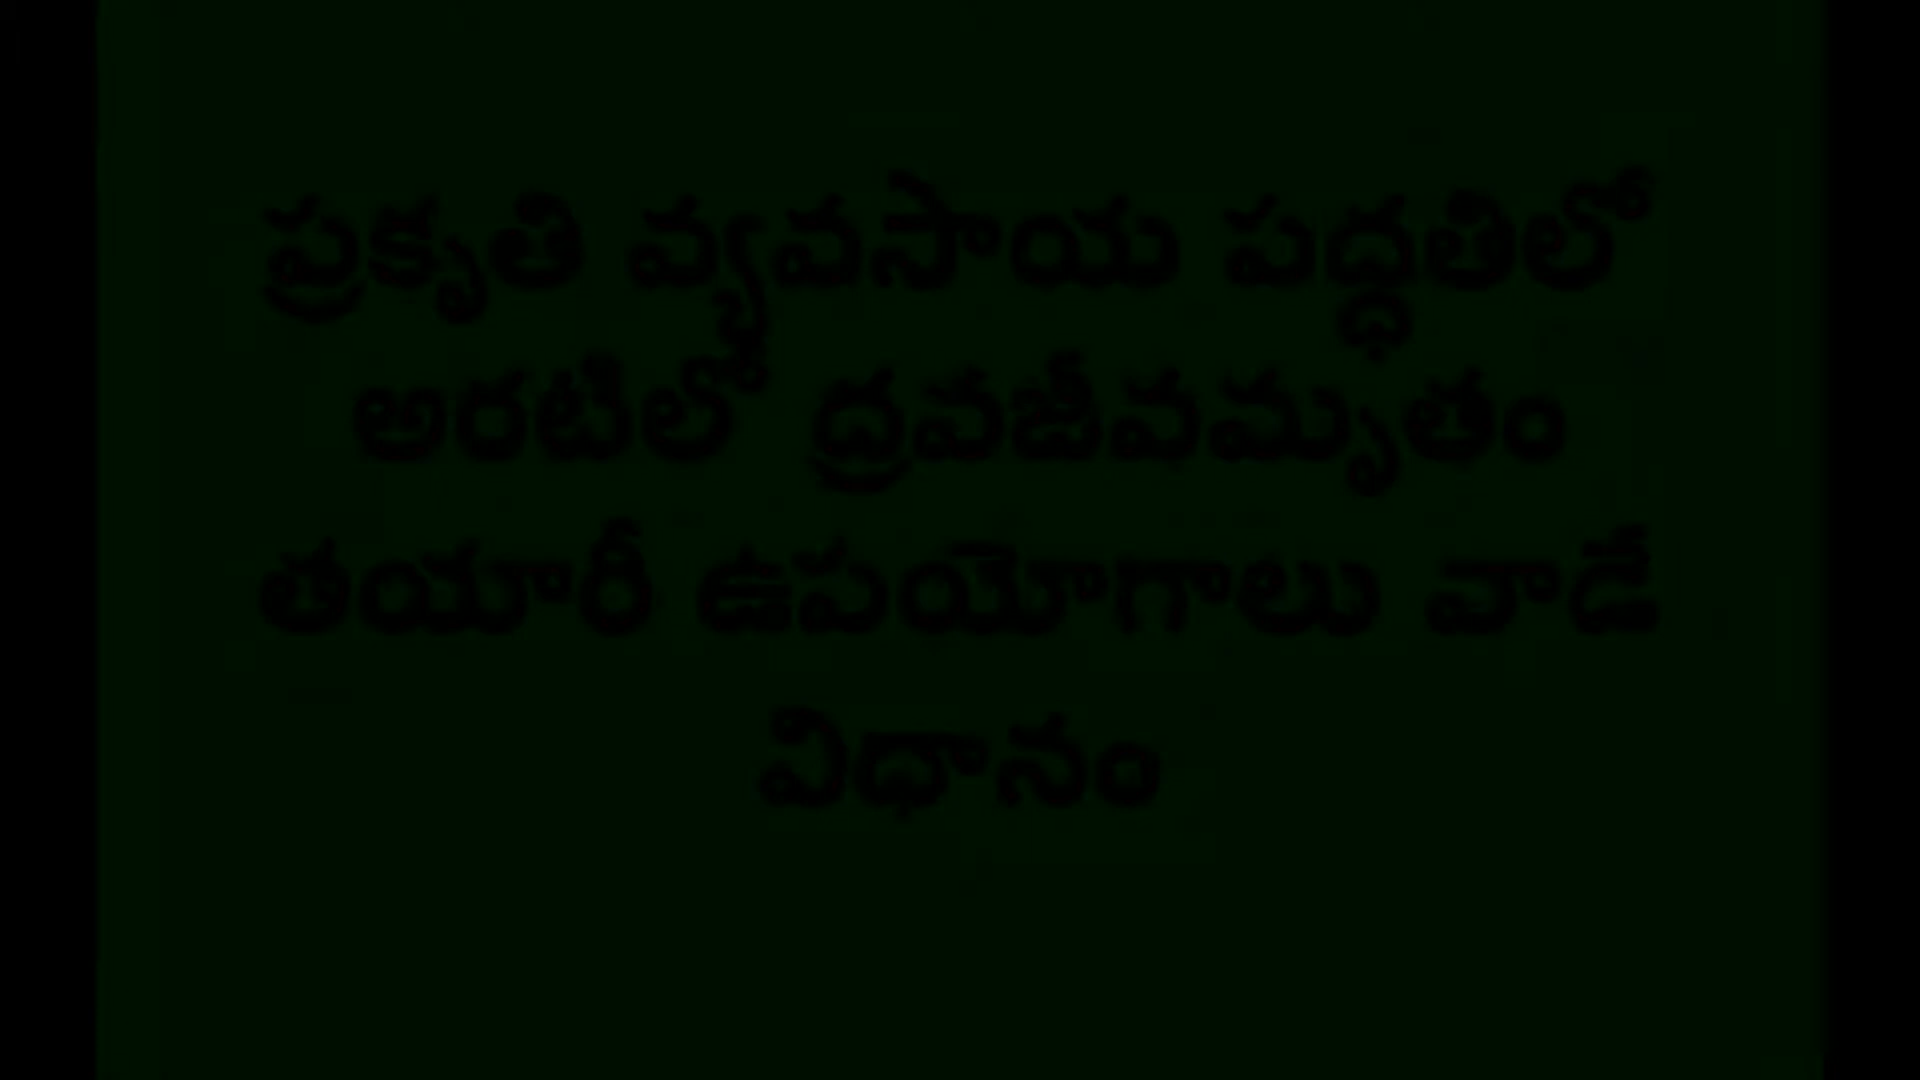 ప్రకృతి వ్యవసాయ పద్ధతిలో
అరటిలో ద్రవజీవమృతం
తయారీ ఉపయోగాలు వాడే
విధానం